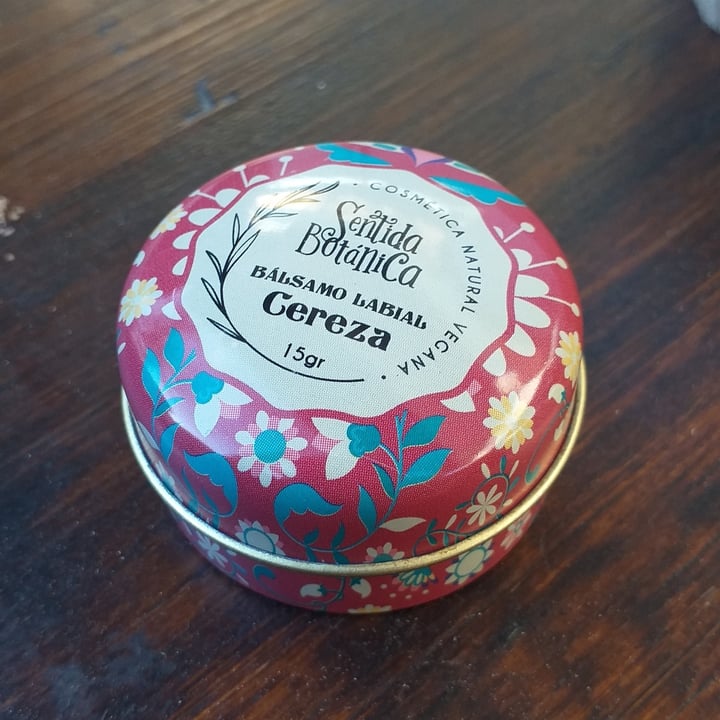 Sentida
Botánica
BÁLSAMO LABIAL
Cereza
15gr
• COSMÉTICA NATURAL VEGANA •